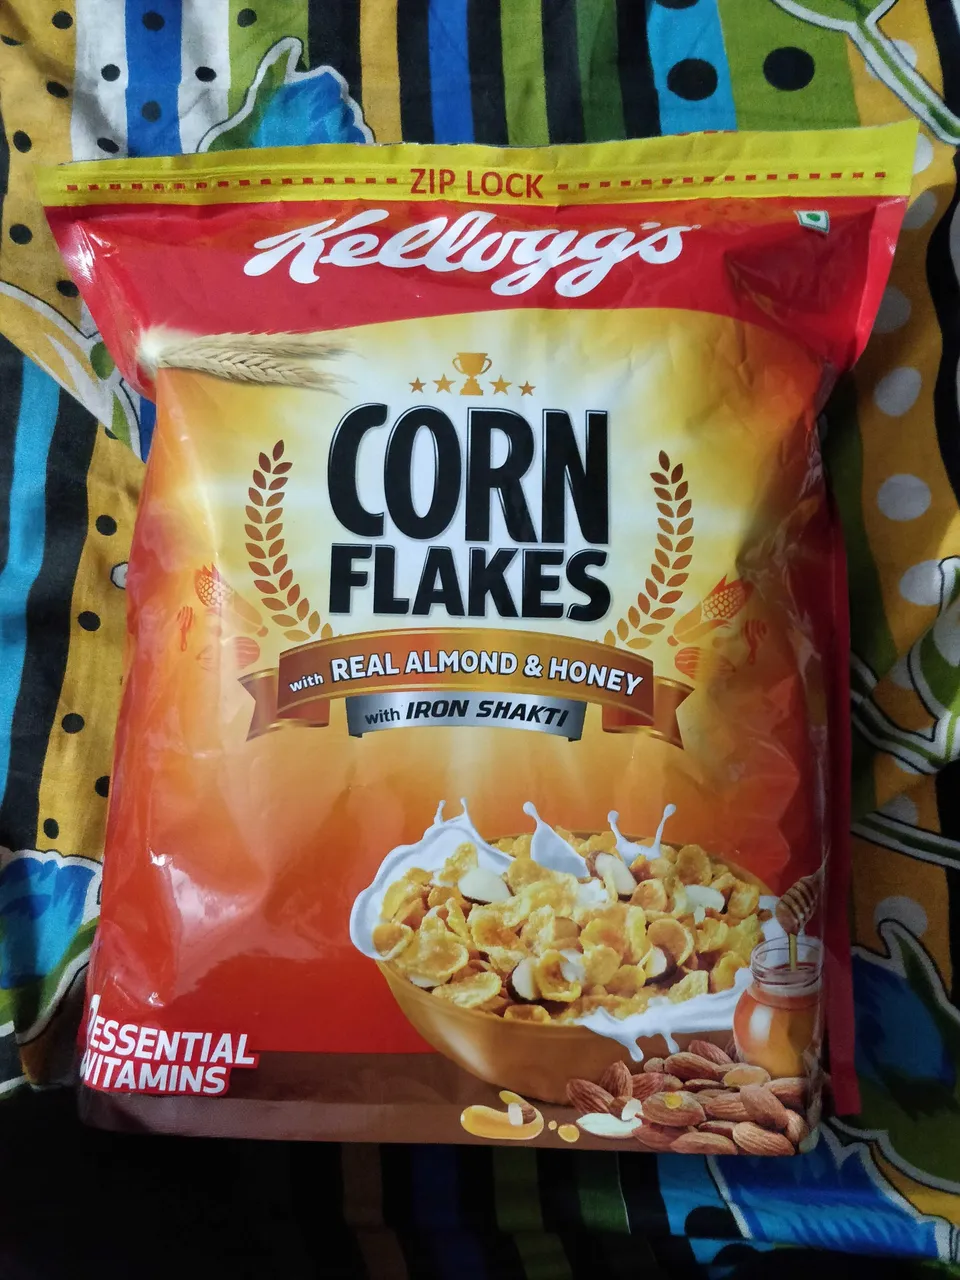 ZIP LOCK
Kellogg's
CORN
FLAKES
with REAL ALMOND & HONEY
with IRON SHAKTI
ESSENTIAL
VITAMINS